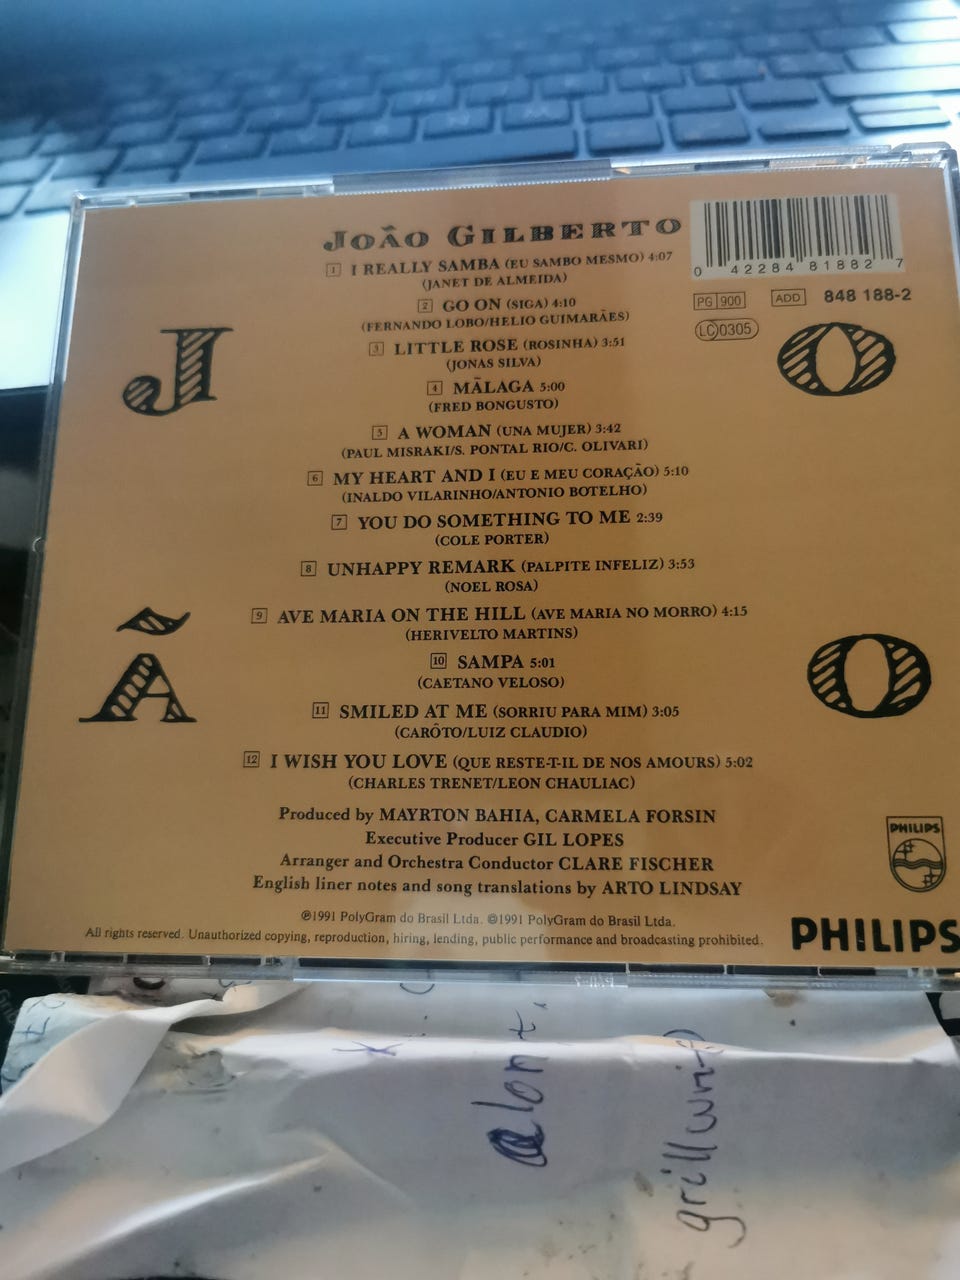 JOÃO GILBERTO
1 I REALLY SAMBA (EU SAMBO MESMO) 4:07
(JANET DE ALMEIDA)
2 GO ON (SIGA) 4:10
(FERNANDO LOBO/HELIO GUIMARÃES)
3 LITTLE ROSE (ROSINHA) 3:51
(JONAS SILVA)
4 MÃLAGA 5:00
(FRED BONGUSTO)
5 A WOMAN (UNA MUJER) 3:42
(PAUL MISRAKI/S. PONTAL RIO/C. OLIVARI)
6 MY HEART AND I (EU E MEU CORAÇÃO) 5:10
(INALDO VILARINHO/ANTONIO BOTELHO)
7 YOU DO SOMETHING TO ME 2:39
(COLE PORTER)
8 UNHAPPY REMARK (PALPITE INFELIZ) 3:53
(NOEL ROSA)
9 AVE MARIA ON THE HILL (AVE MARIA NO MORRO) 4:15
(HERIVELTO MARTINS)
10 SAMPA 5:01
(CAETANO VELOSO)
11 SMILED AT ME (SORRIU PARA MIM) 3:05
(CARÔTO/LUIZ CLAUDIO)
12 I WISH YOU LOVE (QUE RESTE-T-IL DE NOS AMOURS) 5:02
(CHARLES TRENET/LEON CHAULIAC)
Produced by MAYRTON BAHIA, CARMELA FORSIN
Executive Producer GIL LOPES
Arranger and Orchestra Conductor CLARE FISCHER
English liner notes and song translations by ARTO LINDSAY
℗1991 PolyGram do Brasil Ltda. ©1991 PolyGram do Brasil Ltda.
All rights reserved. Unauthorized copying, reproduction, hiring, lending, public performance and broadcasting prohibited.
0 42284 81882 7
PG 900 ADD 848 188-2
LC 0305
J O
Ã O
PHILIPS
PHILIPS